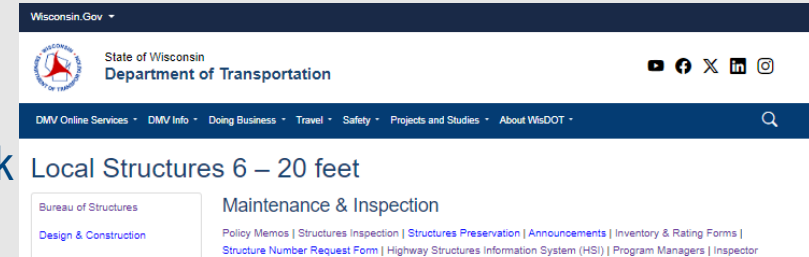 Wisconsin.Gov
State of Wisconsin
Department of Transportation
DMV Online Services DMV Info Doing Business Travel Safety Projects and Studies About WisDOT
k
Local Structures 6 – 20 feet
Bureau of Structures
Design & Construction
Maintenance & Inspection
Policy Memos | Structures Inspection | Structures Preservation | Announcements | Inventory & Rating Forms |
Structure Number Request Form | Highway Structures Information System (HSI) | Program Managers | Inspector